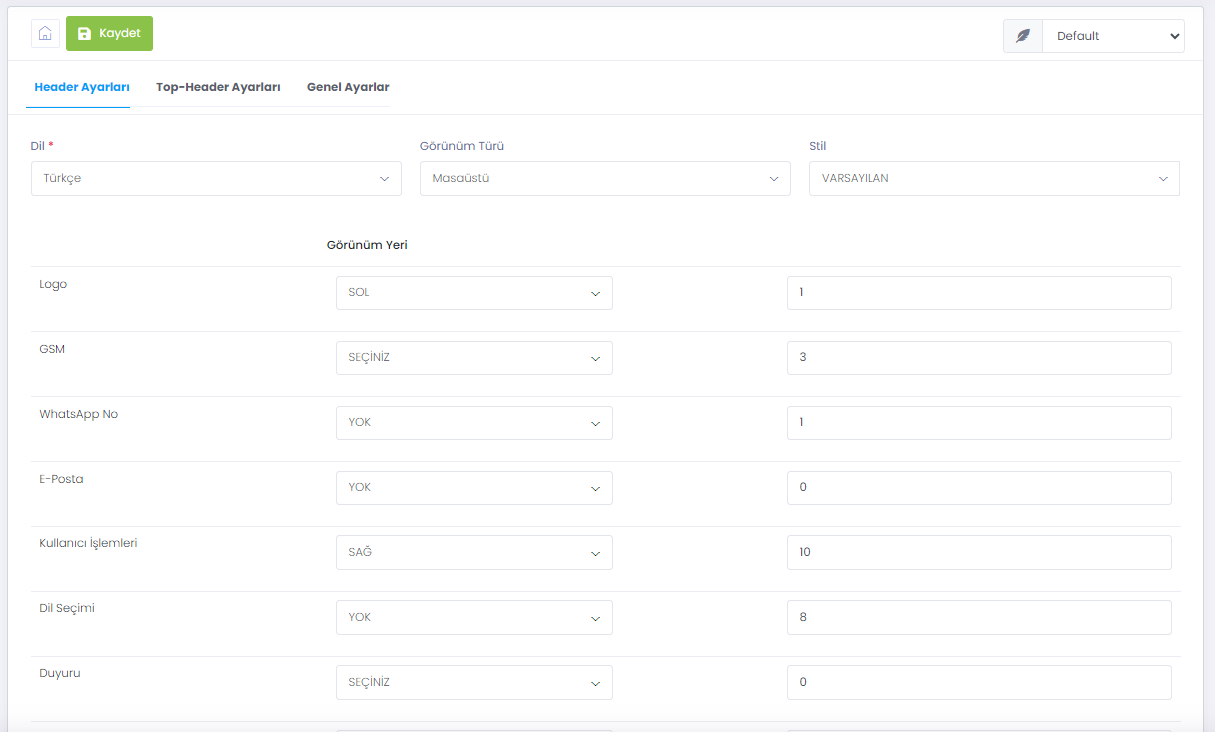 Kaydet
Default
Header Ayarları Top-Header Ayarları Genel Ayarlar
Dil * Görünüm Türü Stil
Türkçe Masaüstü VARSAYILAN
Görünüm Yeri
Logo SOL 1
GSM SEÇİNİZ 3
WhatsApp No YOK 1
E-Posta YOK 0
Kullanıcı İşlemleri SAĞ 10
Dil Seçimi YOK 8
Duyuru SEÇİNİZ 0